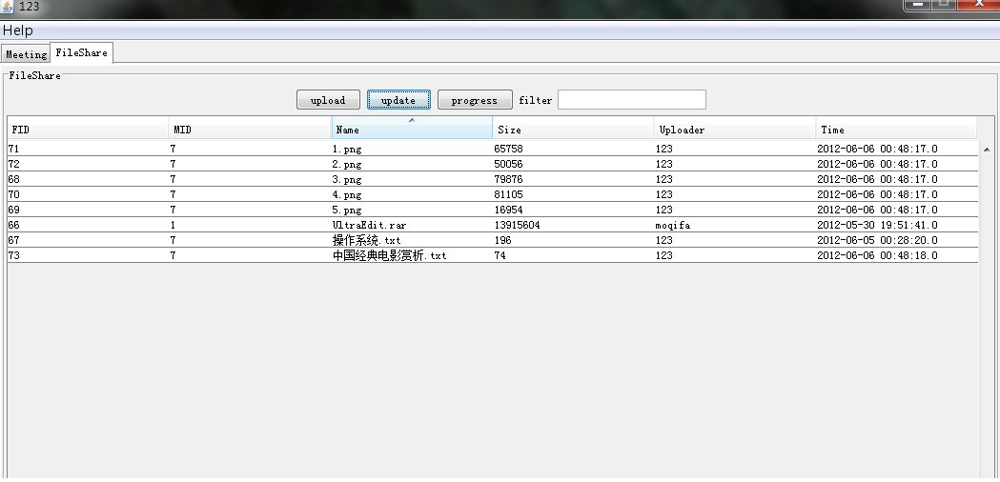 123
Help
Meeting FileShare
FileShare
upload update progress filter
FID MID Name Size Uploader Time
71 7 1.png 65758 123 2012-06-06 00:48:17.0
72 7 2.png 50056 123 2012-06-06 00:48:17.0
68 7 3.png 79876 123 2012-06-06 00:48:17.0
70 7 4.png 81105 123 2012-06-06 00:48:17.0
69 7 5.png 16954 123 2012-06-06 00:48:17.0
66 1 UltraEdit.rar 13915604 moqifa 2012-05-30 19:51:41.0
67 7 操作系统.txt 196 123 2012-06-05 00:28:20.0
73 7 中国经典电影赏析.txt 74 123 2012-06-06 00:48:18.0